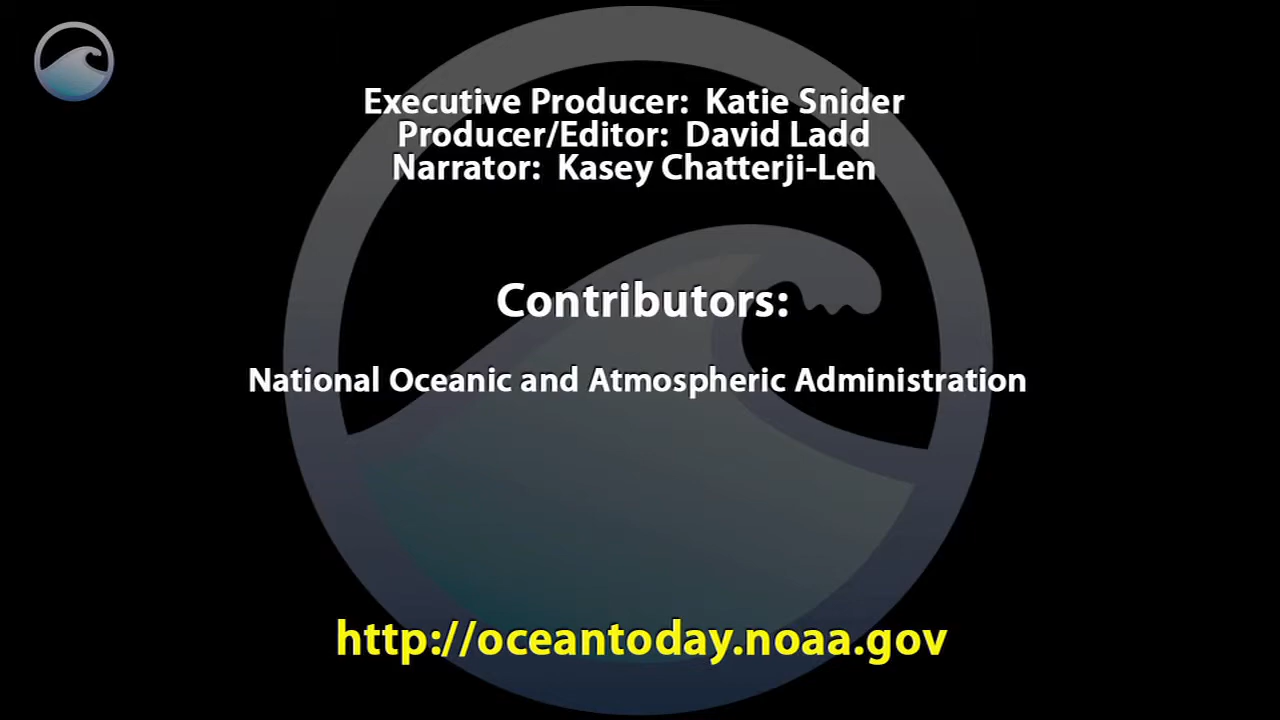 Executive Producer:  Katie Snider
Producer/Editor:  David Ladd
Narrator:  Kasey Chatterji-Len
Contributors:
National Oceanic and Atmospheric Administration
http://oceantoday.noaa.gov